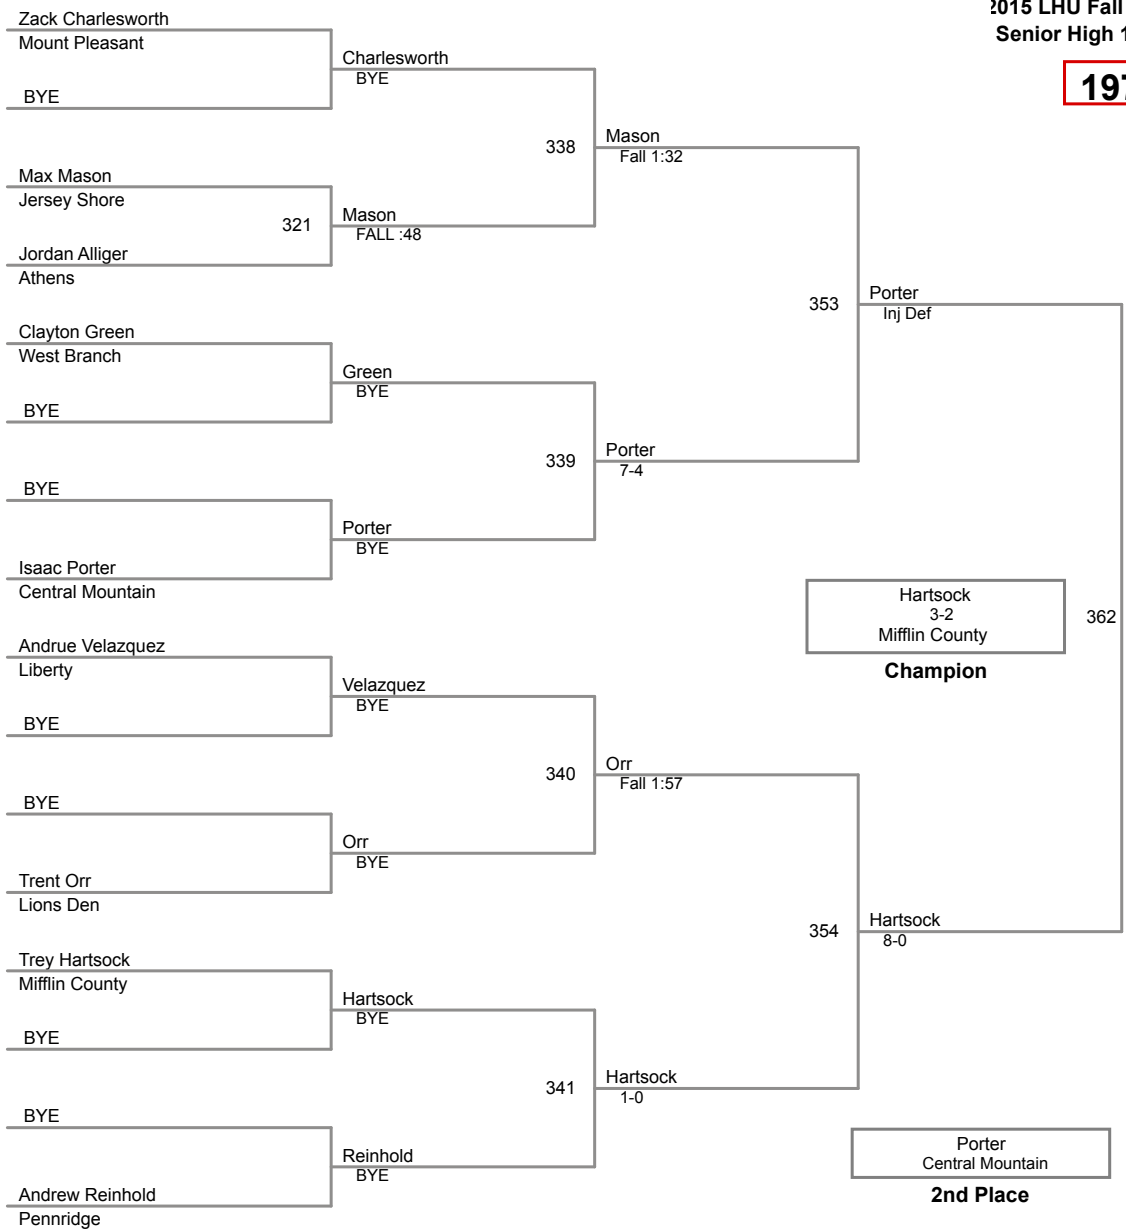 2015 LHU Fall
Senior High 1
197
Zack Charlesworth
Mount Pleasant
Charlesworth
BYE
BYE
338
Mason
Fall 1:32
Max Mason
Jersey Shore
321
Mason
FALL :48
Jordan Alliger
Athens
353
Porter
Inj Def
Clayton Green
West Branch
Green
BYE
BYE
339
Porter
7-4
BYE
Porter
BYE
Isaac Porter
Central Mountain
Hartsock
3-2
Mifflin County
Champion
362
Andrue Velazquez
Liberty
Velazquez
BYE
BYE
340
Orr
Fall 1:57
BYE
Orr
BYE
Trent Orr
Lions Den
354
Hartsock
8-0
Trey Hartsock
Mifflin County
Hartsock
BYE
BYE
341
Hartsock
1-0
BYE
Reinhold
BYE
Andrew Reinhold
Pennridge
Porter
Central Mountain
2nd Place